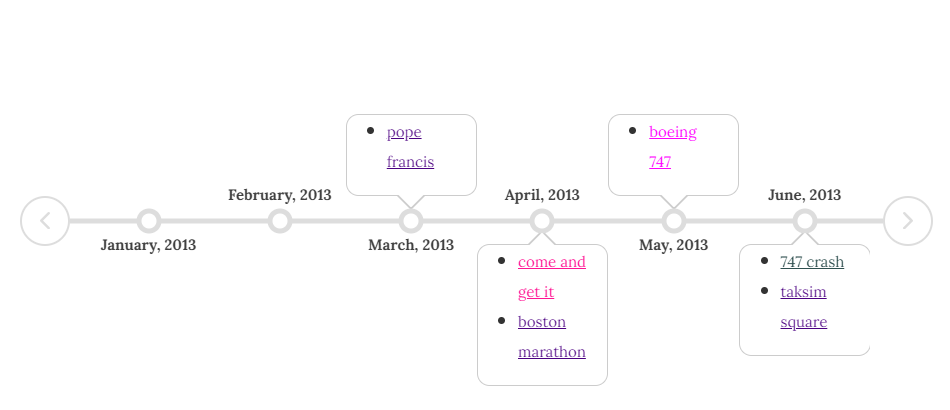 pope
francis
boeing
747
February, 2013
April, 2013
June, 2013
January, 2013
March, 2013
May, 2013
come and
get it
boston
marathon
747 crash
taksim
square